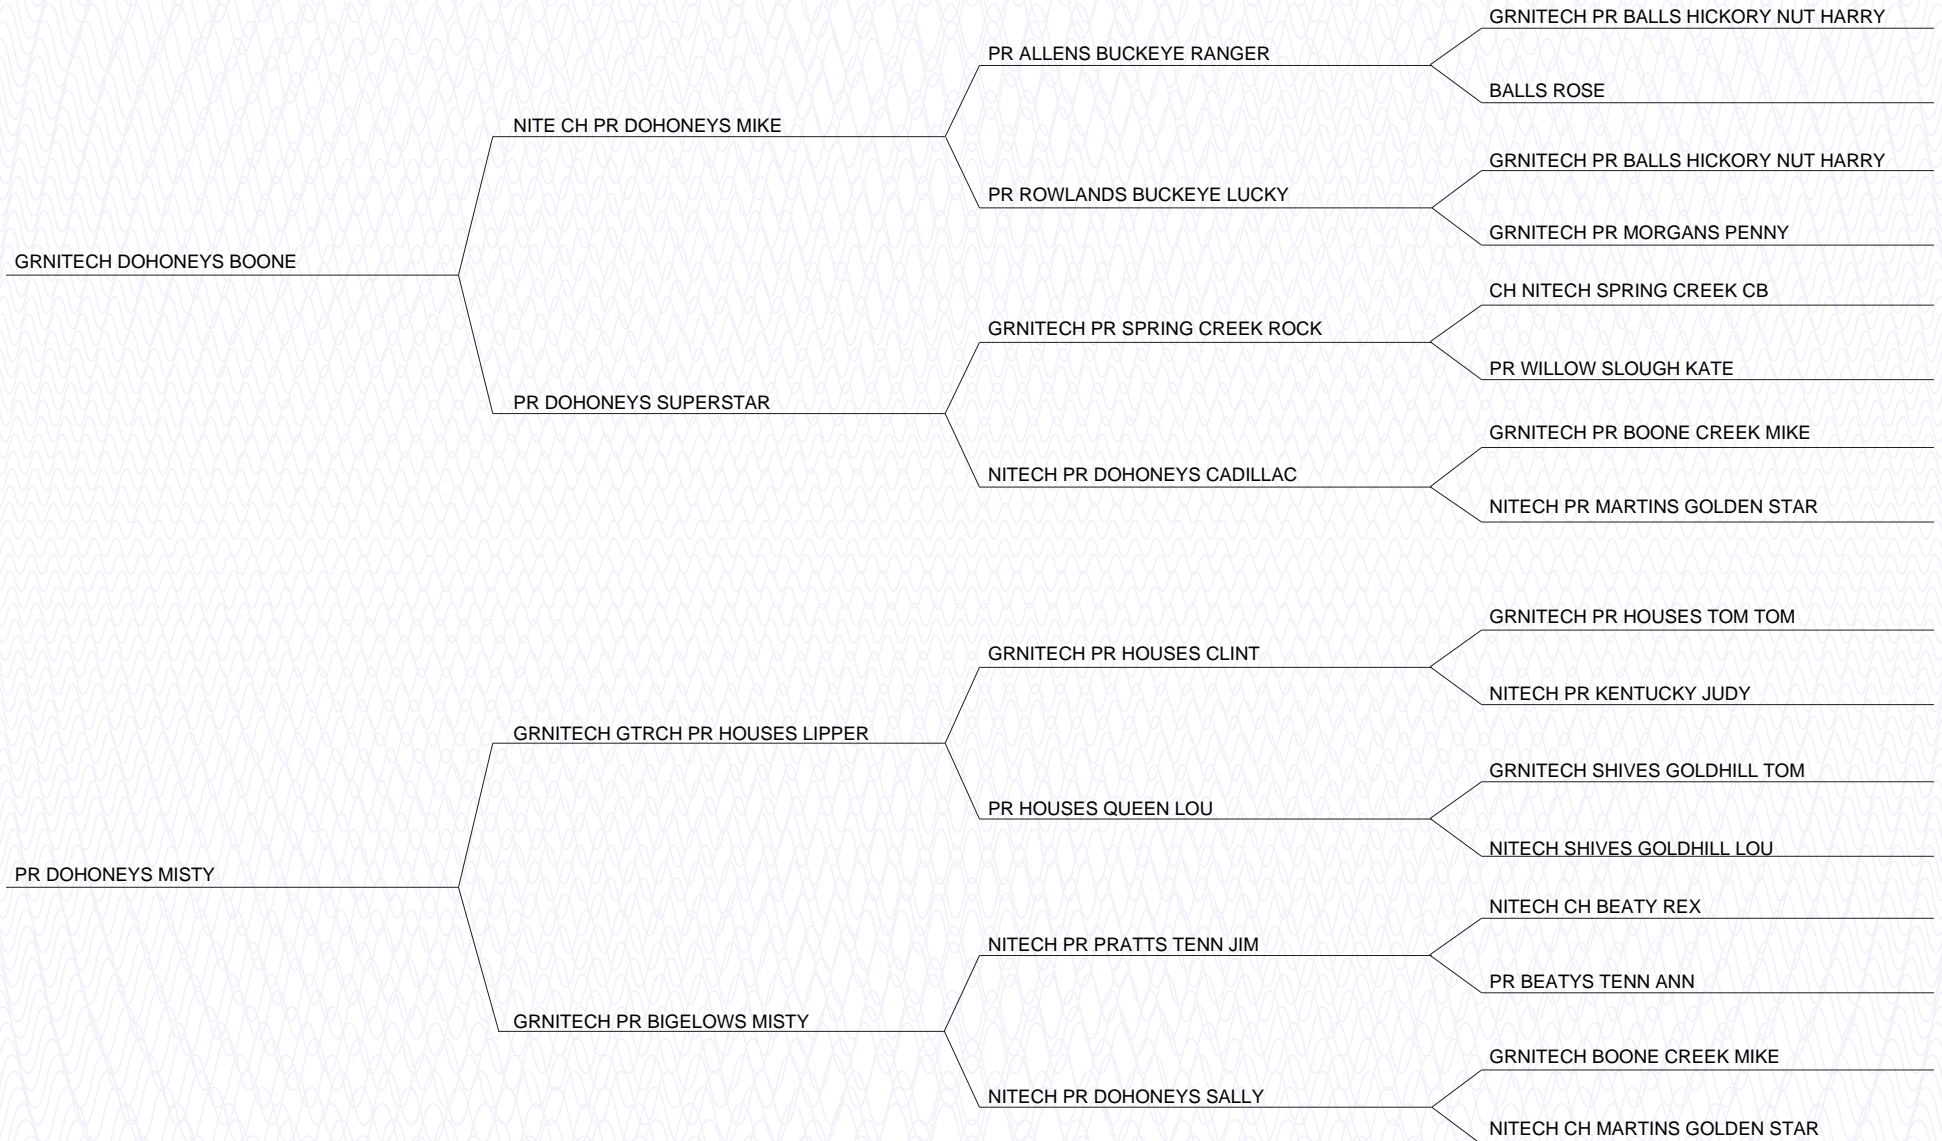 GRNITECH PR BALLS HICKORY NUT HARRY
PR ALLENS BUCKEYE RANGER
BALLS ROSE
NITE CH PR DOHONEYS MIKE
GRNITECH PR BALLS HICKORY NUT HARRY
PR ROWLANDS BUCKEYE LUCKY
GRNITECH PR MORGANS PENNY
GRNITECH DOHONEYS BOONE
CH NITECH SPRING CREEK CB
GRNITECH PR SPRING CREEK ROCK
PR WILLOW SLOUGH KATE
PR DOHONEYS SUPERSTAR
GRNITECH PR BOONE CREEK MIKE
NITECH PR DOHONEYS CADILLAC
NITECH PR MARTINS GOLDEN STAR
GRNITECH PR HOUSES TOM TOM
GRNITECH PR HOUSES CLINT
NITECH PR KENTUCKY JUDY
GRNITECH GTRCH PR HOUSES LIPPER
GRNITECH SHIVES GOLDHILL TOM
PR HOUSES QUEEN LOU
NITECH SHIVES GOLDHILL LOU
PR DOHONEYS MISTY
NITECH CH BEATY REX
NITECH PR PRATTS TENN JIM
PR BEATYS TENN ANN
GRNITECH PR BIGELOWS MISTY
GRNITECH BOONE CREEK MIKE
NITECH PR DOHONEYS SALLY
NITECH CH MARTINS GOLDEN STAR